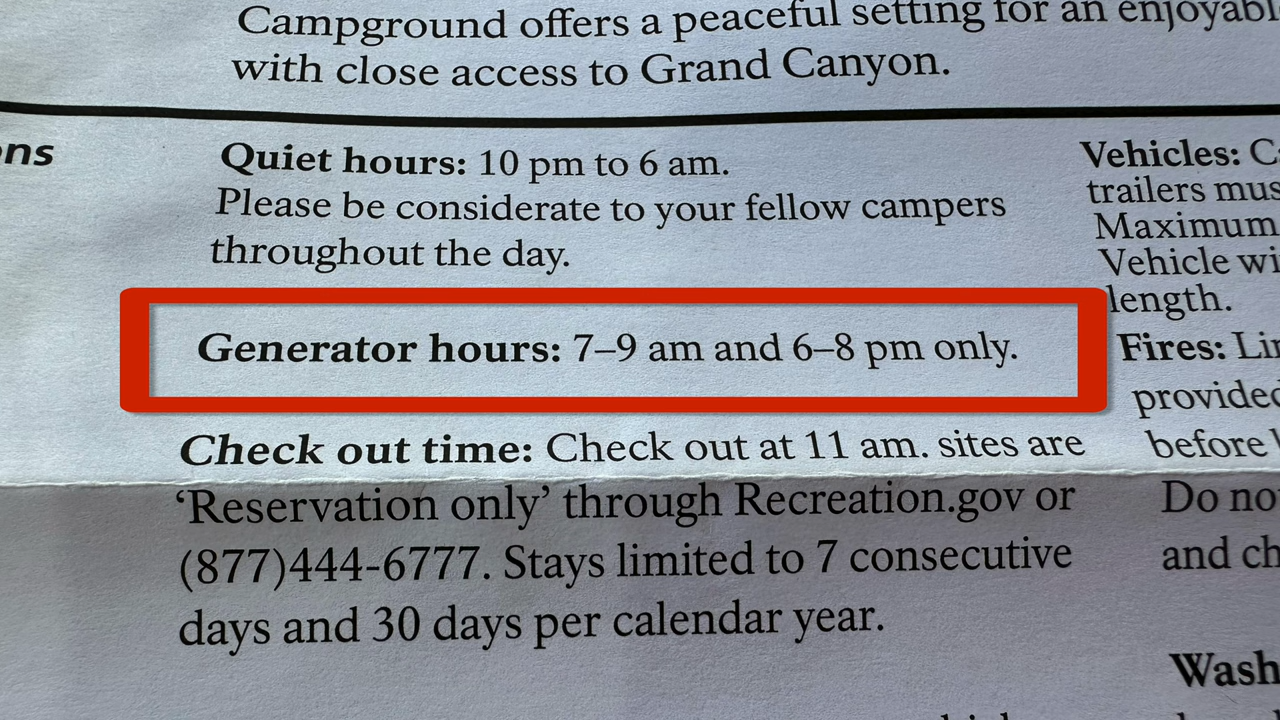 Campground offers a peaceful setting for an
with close access to Grand Canyon.
Quiet hours: 10 pm to 6 am.
Please be considerate to your fellow campers
throughout the day.
Generator hours: 7–9 am and 6–8 pm only.
Check out time: Check out at 11 am. sites are
‘Reservation only’ through Recreation.gov or
(877)444-6777. Stays limited to 7 consecutive
days and 30 days per calendar year.
Vehicles:
trailers
Maximum
Vehicle
length.
Fires:
provided
before
Do
and